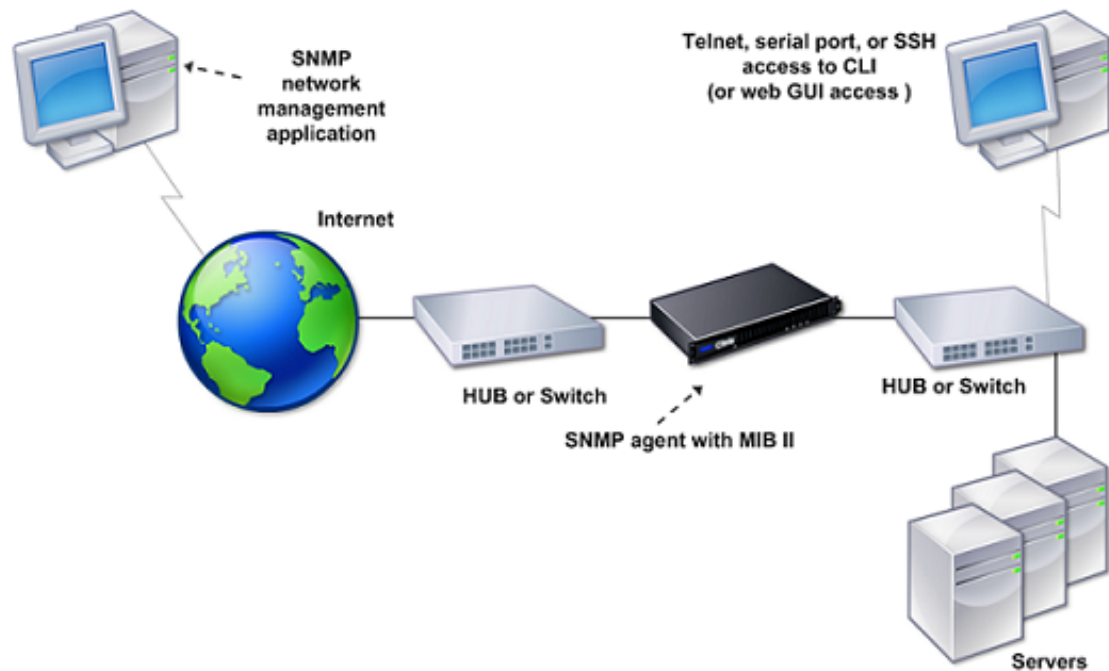 SNMP
network
management
application
Telnet, serial port, or SSH
access to CLI
(or web GUI access )
Internet
HUB or Switch
Citrix
HUB or Switch
SNMP agent with MIB II
Servers